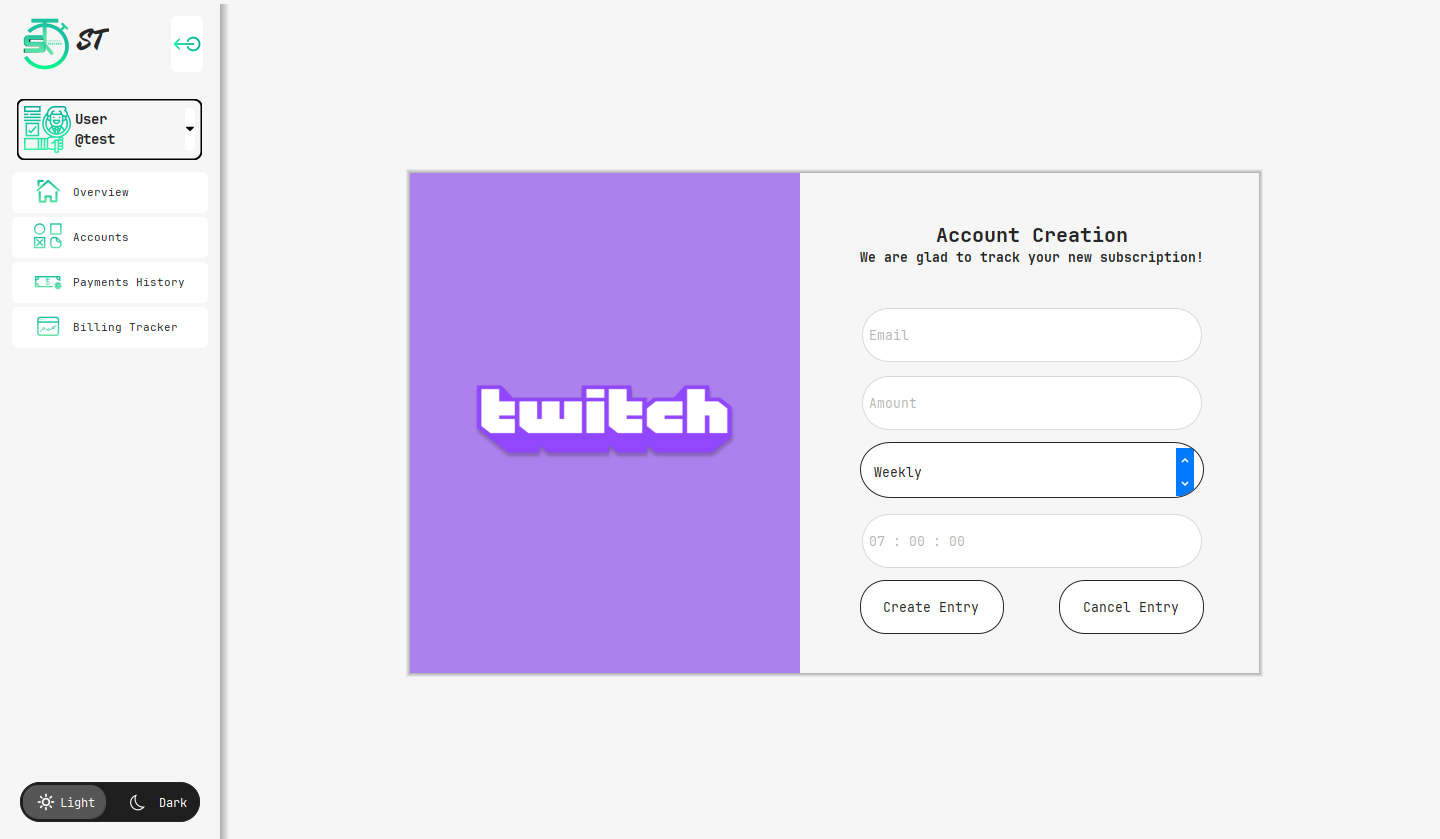 ST
User
@test
Overview
Accounts
Payments History
Billing Tracker
Light
Dark
twitch
Account Creation
We are glad to track your new subscription!
Email
Amount
Weekly
07 : 00 : 00
Create Entry
Cancel Entry